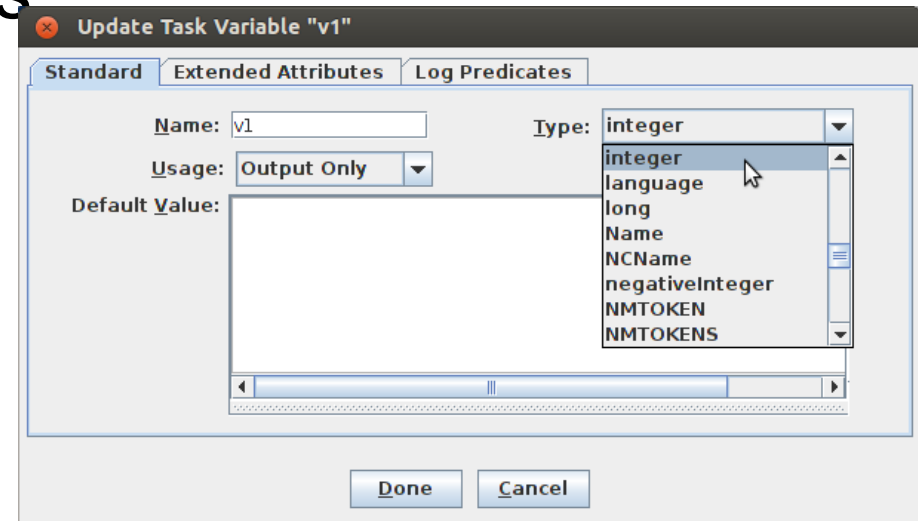 s
Update Task Variable "v1"
Standard Extended Attributes Log Predicates
Name: v1 Type: integer
Usage: Output Only
Default Value:
integer
language
long
Name
NCName
negativeInteger
NMTOKEN
NMTOKENS
Done Cancel